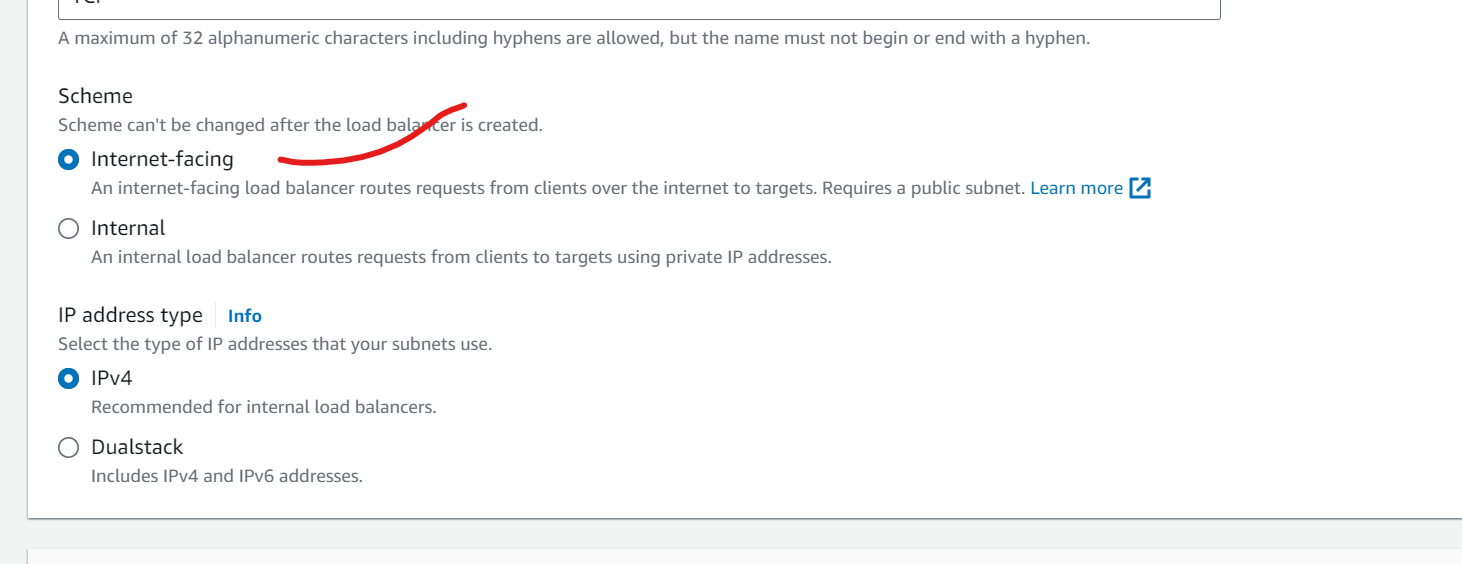 A maximum of 32 alphanumeric characters including hyphens are allowed, but the name must not begin or end with a hyphen.
Scheme
Scheme can't be changed after the load balancer is created.
Internet-facing
An internet-facing load balancer routes requests from clients over the internet to targets. Requires a public subnet. Learn more
Internal
An internal load balancer routes requests from clients to targets using private IP addresses.
IP address type Info
Select the type of IP addresses that your subnets use.
IPv4
Recommended for internal load balancers.
Dualstack
Includes IPv4 and IPv6 addresses.